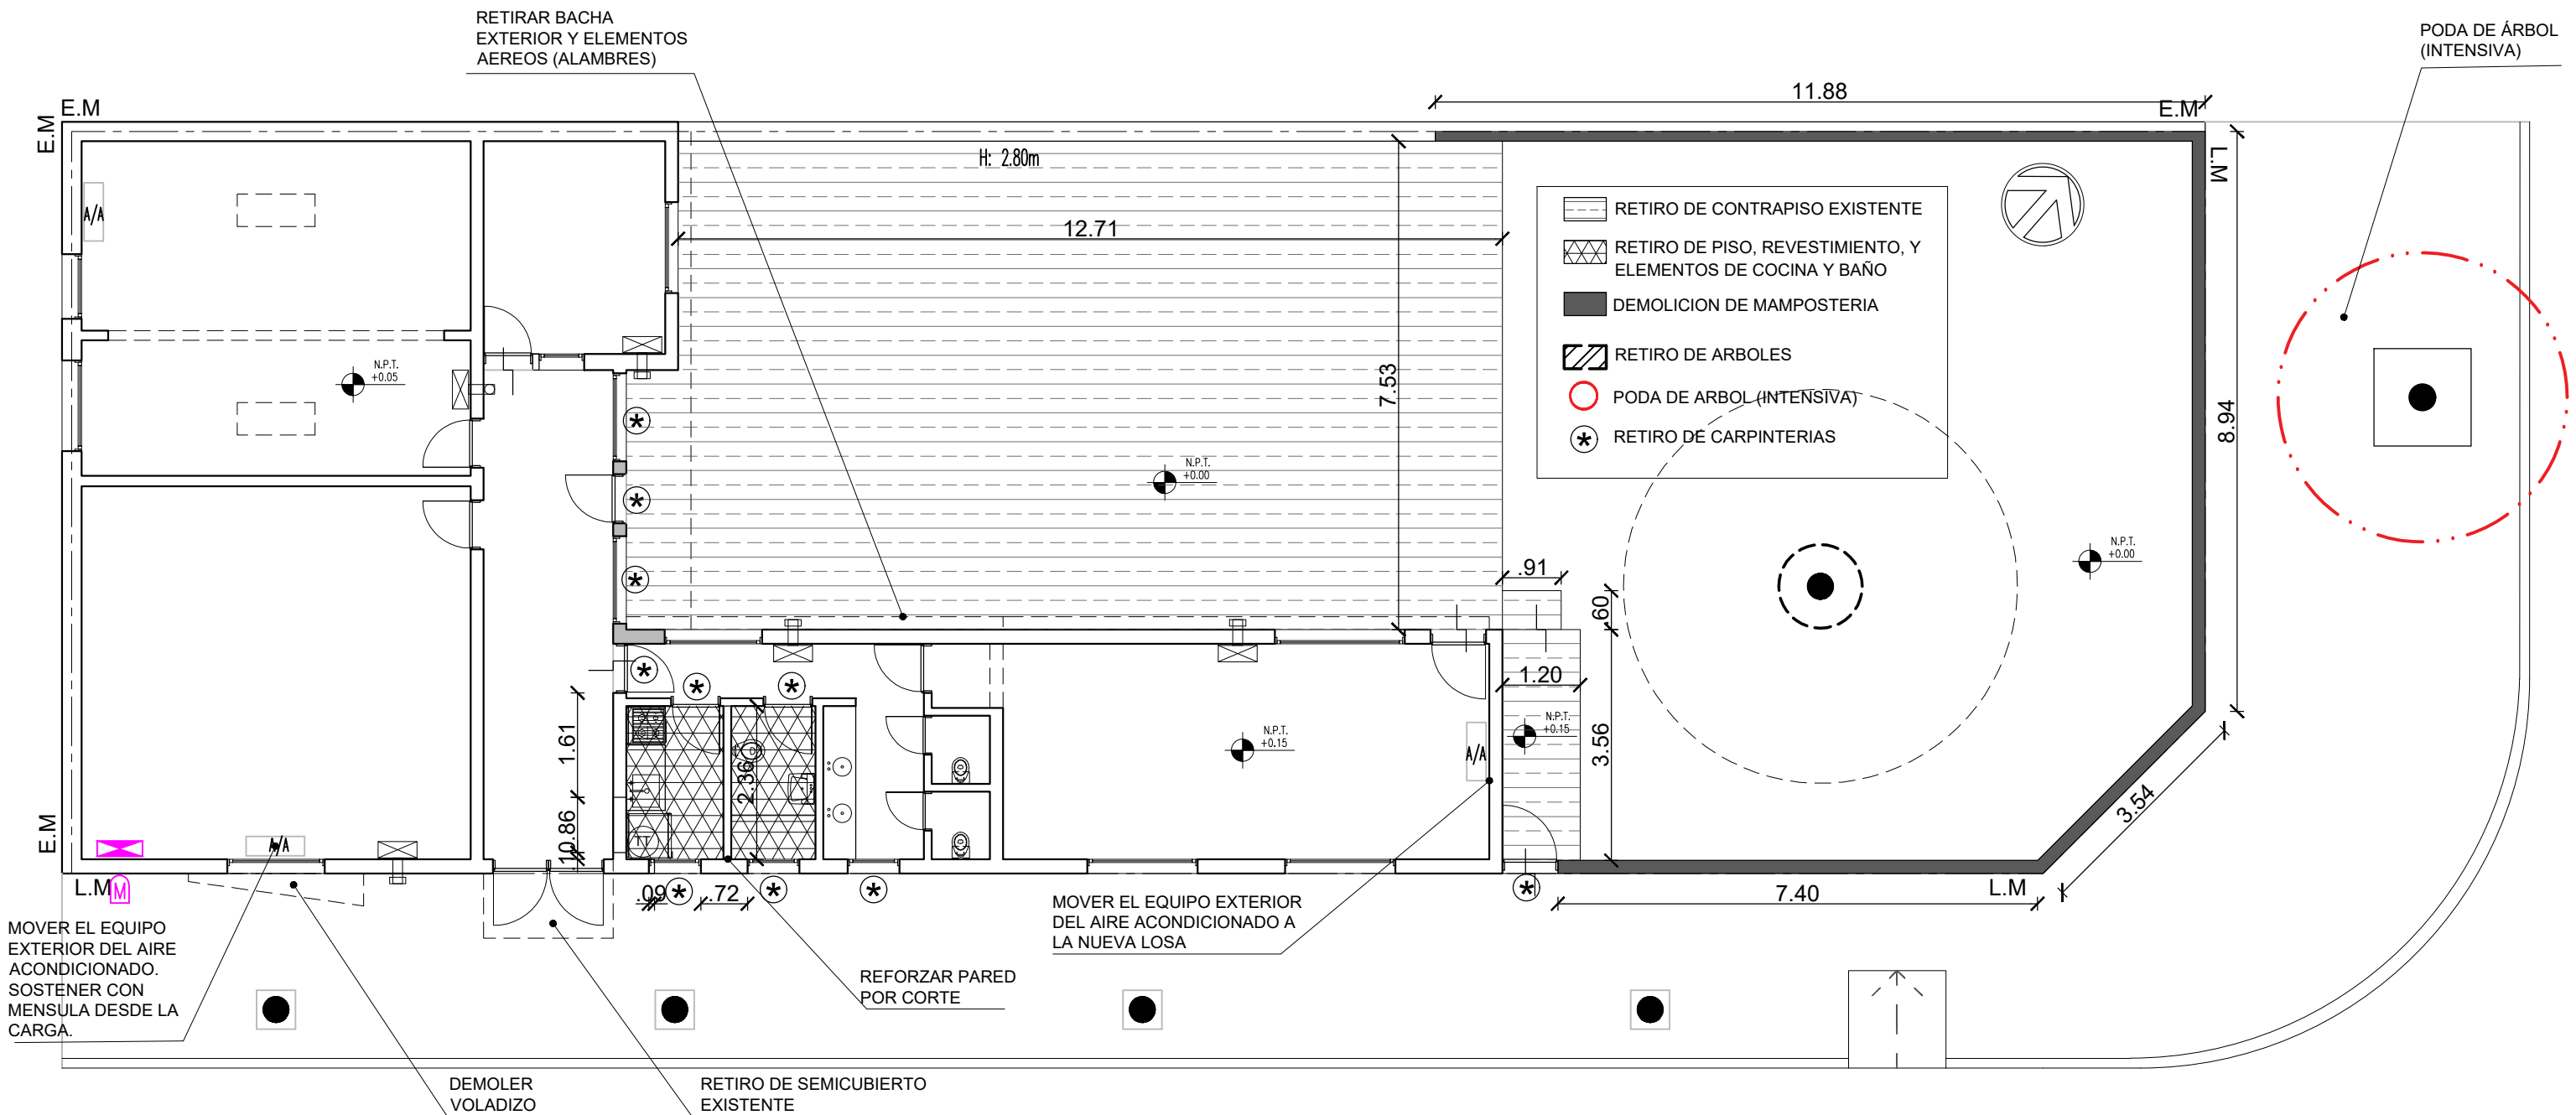 RETIRAR BACHA
EXTERIOR Y ELEMENTOS
AEREOS (ALAMBRES)
PODA DE ÁRBOL
(INTENSIVA)
11.88
E.M
E.M
E.M
L.M
H: 2.80m
A/A
12.71
RETIRO DE CONTRAPISO EXISTENTE
RETIRO DE PISO, REVESTIMIENTO, Y
ELEMENTOS DE COCINA Y BAÑO
DEMOLICION DE MAMPOSTERIA
RETIRO DE ARBOLES
PODA DE ARBOL (INTENSIVA)
RETIRO DE CARPINTERIAS
N.P.T.
+0.05
7.53
8.94
N.P.T.
+0.00
N.P.T.
+0.00
.91
.60
1.20
3.56
N.P.T.
+0.15
N.P.T.
+0.15
A/A
1.61
2.36
.10
.86
TT
3.54
E.M
A/A
L.M
M
.09
.72
7.40
L.M
MOVER EL EQUIPO
EXTERIOR DEL AIRE
ACONDICIONADO.
SOSTENER CON
MENSULA DESDE LA
CARGA.
MOVER EL EQUIPO EXTERIOR
DEL AIRE ACONDICIONADO A
LA NUEVA LOSA
REFORZAR PARED
POR CORTE
DEMOLER
VOLADIZO
RETIRO DE SEMICUBIERTO
EXISTENTE